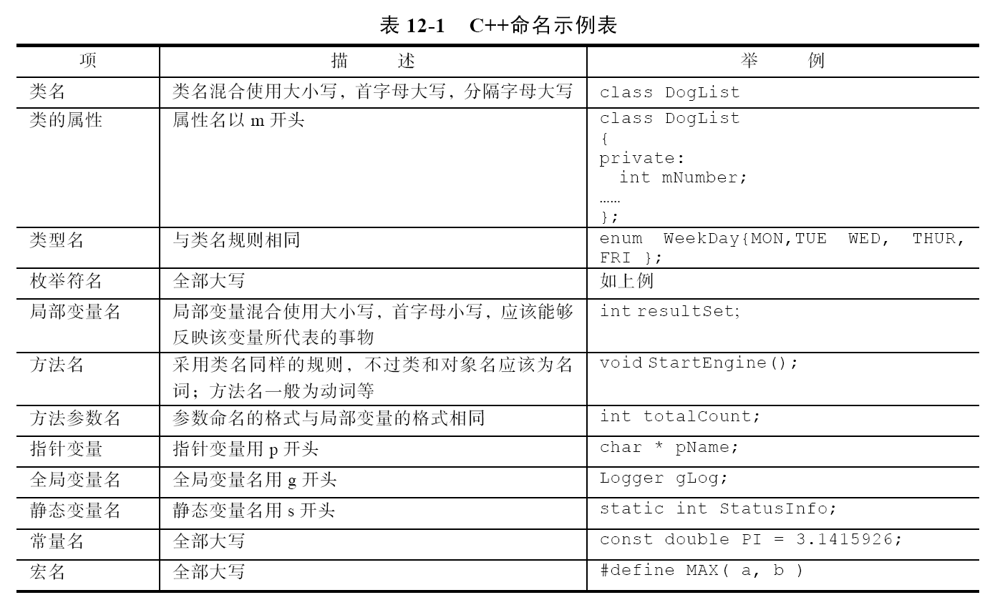 表 12-1 C++命名示例表
项 描 述 举 例
类名 类名混合使用大小写，首字母大写，分隔字母大写 class DogList
类的属性 属性名以 m 开头 class DogList
{
private:
int mNumber;
……
};
类型名 与类名规则相同 enum WeekDay{MON,TUE WED, THUR,
FRI };
枚举符名 全部大写 如上例
局部变量名 局部变量混合使用大小写，首字母小写，应该能够 int resultSet;
反映该变量所代表的事物
方法名 采用类名同样的规则，不过类和对象名应该为名 void StartEngine();
词；方法名一般为动词等
方法参数名 参数命名的格式与局部变量的格式相同 int totalCount;
指针变量 指针变量用 p 开头 char * pName;
全局变量名 全局变量名用 g 开头 Logger gLog;
静态变量名 静态变量名用 s 开头 static int StatusInfo;
常量名 全部大写 const double PI = 3.1415926;
宏名 全部大写 #define MAX( a, b )